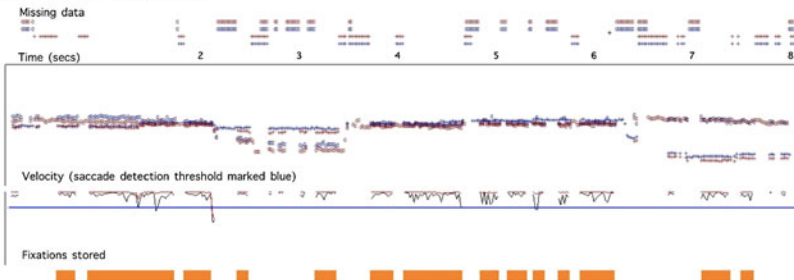 Missing data
Time (secs) 2 3 4 5 6 7 8
Velocity (saccade detection threshold marked blue)
Fixations stored